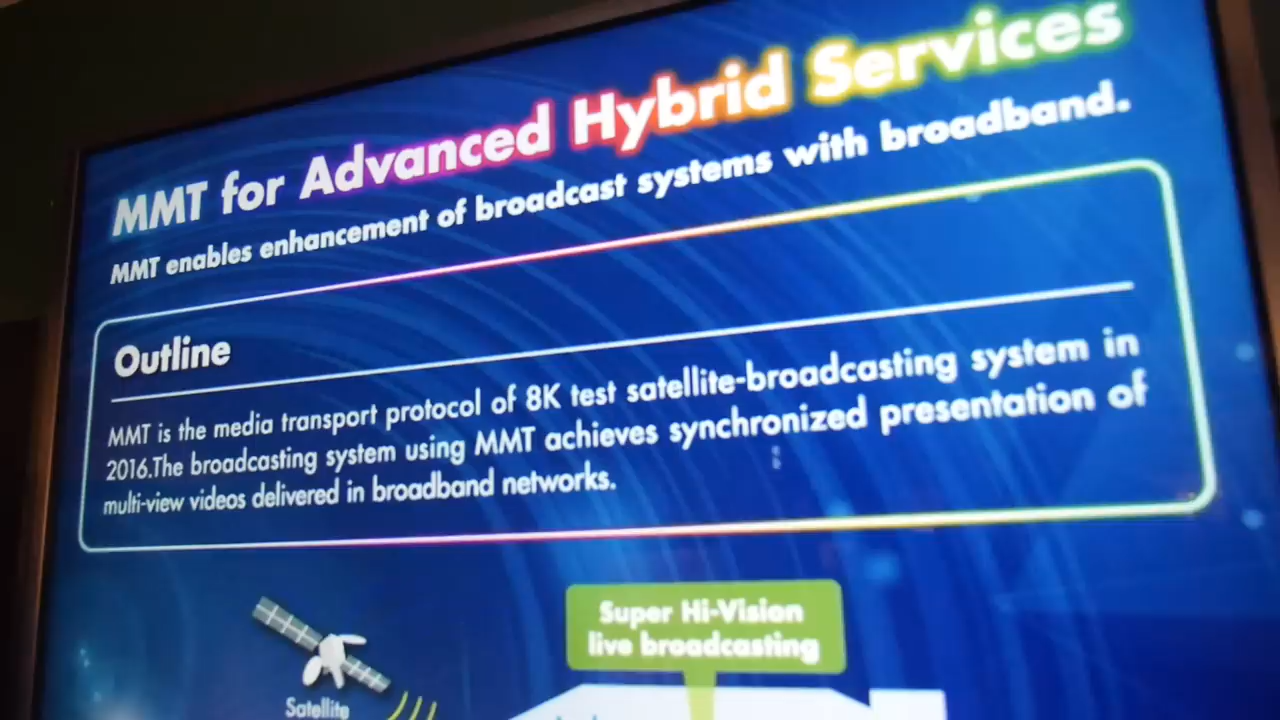 MMT for Advanced Hybrid Services
MMT enables enhancement of broadcast systems with broadband.
Outline
MMT is the media transport protocol of 8K test satellite-broadcasting system in
2016.The broadcasting system using MMT achieves synchronized presentation of
multi-view videos delivered in broadband networks.
Super Hi-Vision
live broadcasting
Satellite